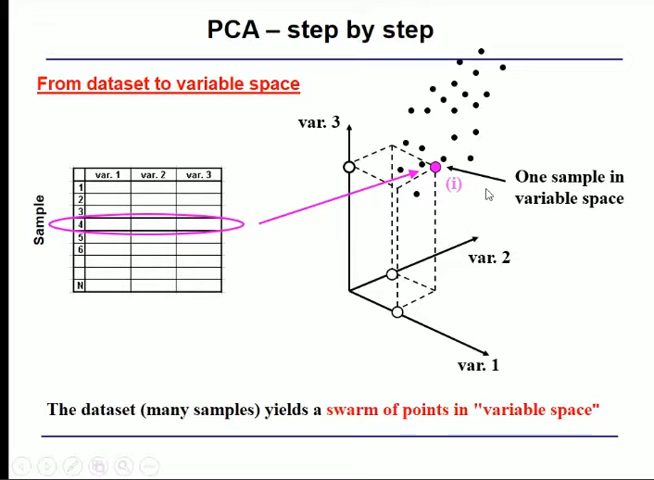 PCA – step by step
From dataset to variable space
var. 3
var. 1 var. 2 var. 3
Sample
1
2
3
4
5
6
N
(i)
One sample in
variable space
var. 2
var. 1
The dataset (many samples) yields a swarm of points in "variable space"